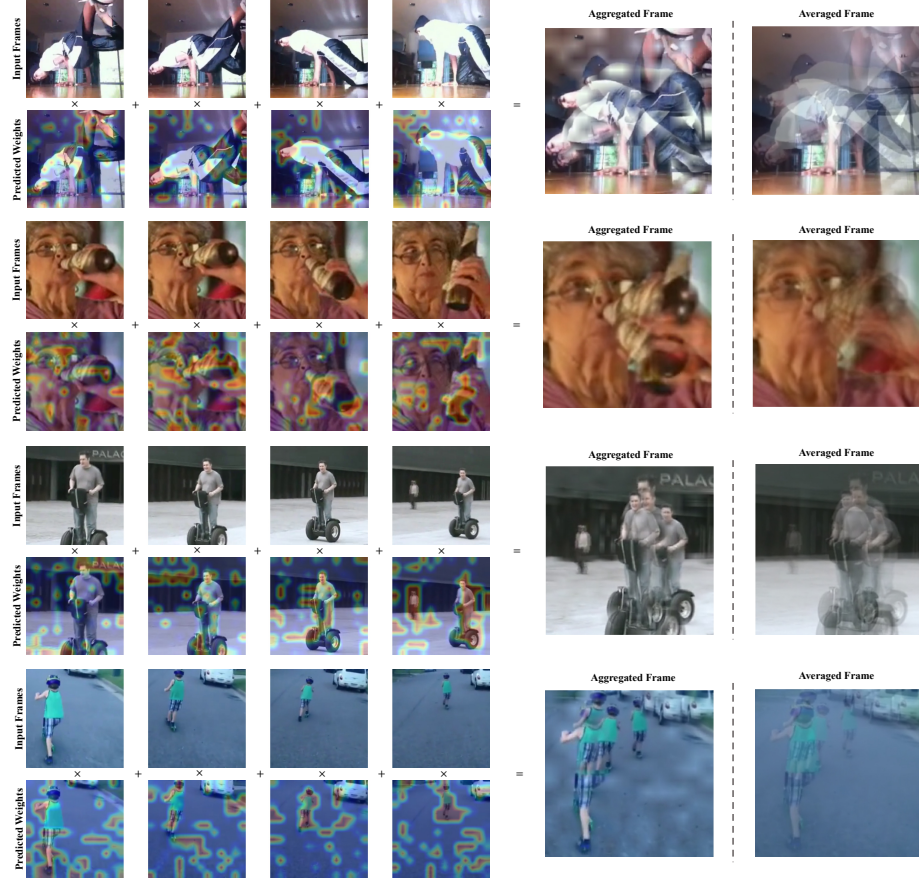 Aggregated Frame
Averaged Frame
Input Frames
× + × + × + × =
Predicted Weights
Aggregated Frame
Averaged Frame
Input Frames
× + × + × + × =
Predicted Weights
Aggregated Frame
Averaged Frame
Input Frames
PALAC
× + × + × + × =
PALAC
Predicted Weights
Aggregated Frame
Averaged Frame
Input Frames
× + × + × + × =
Predicted Weights